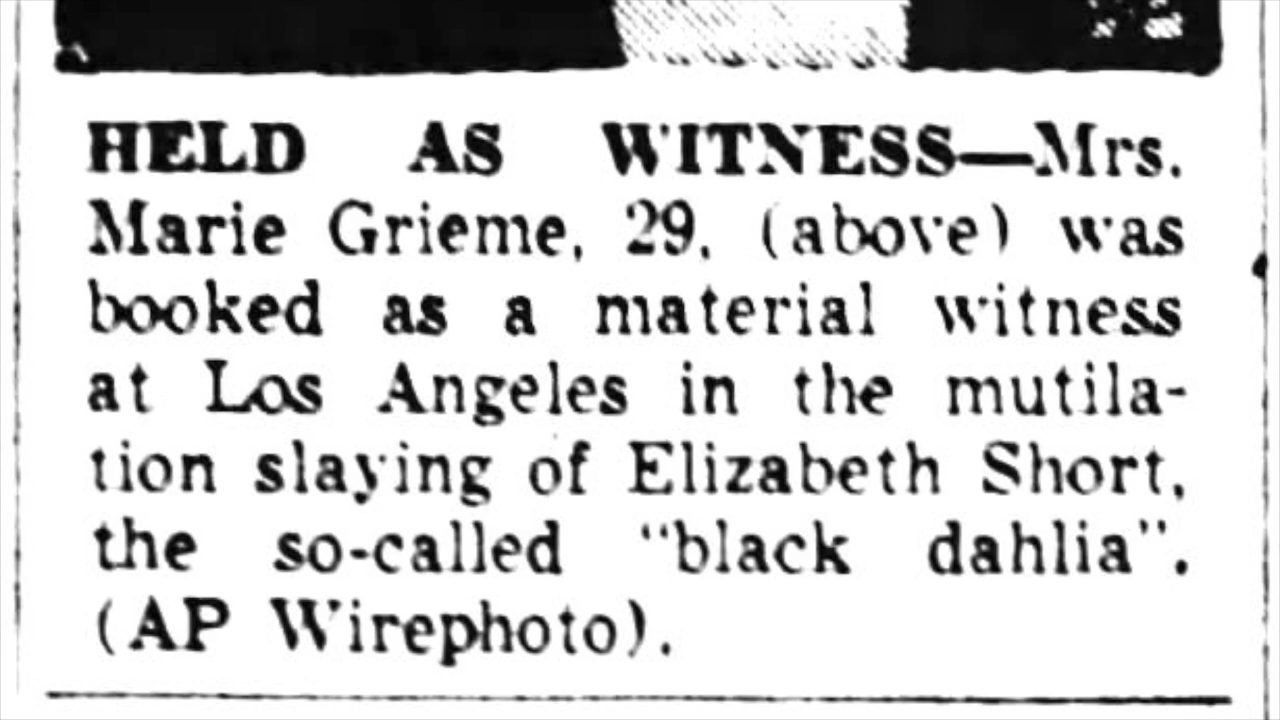 HELD AS WITNESS—Mrs.
Marie Grieme, 29, (above) was
booked as a material witness
at Los Angeles in the mutila-
tion slaying of Elizabeth Short,
the so-called "black dahlia".
(AP Wirephoto).